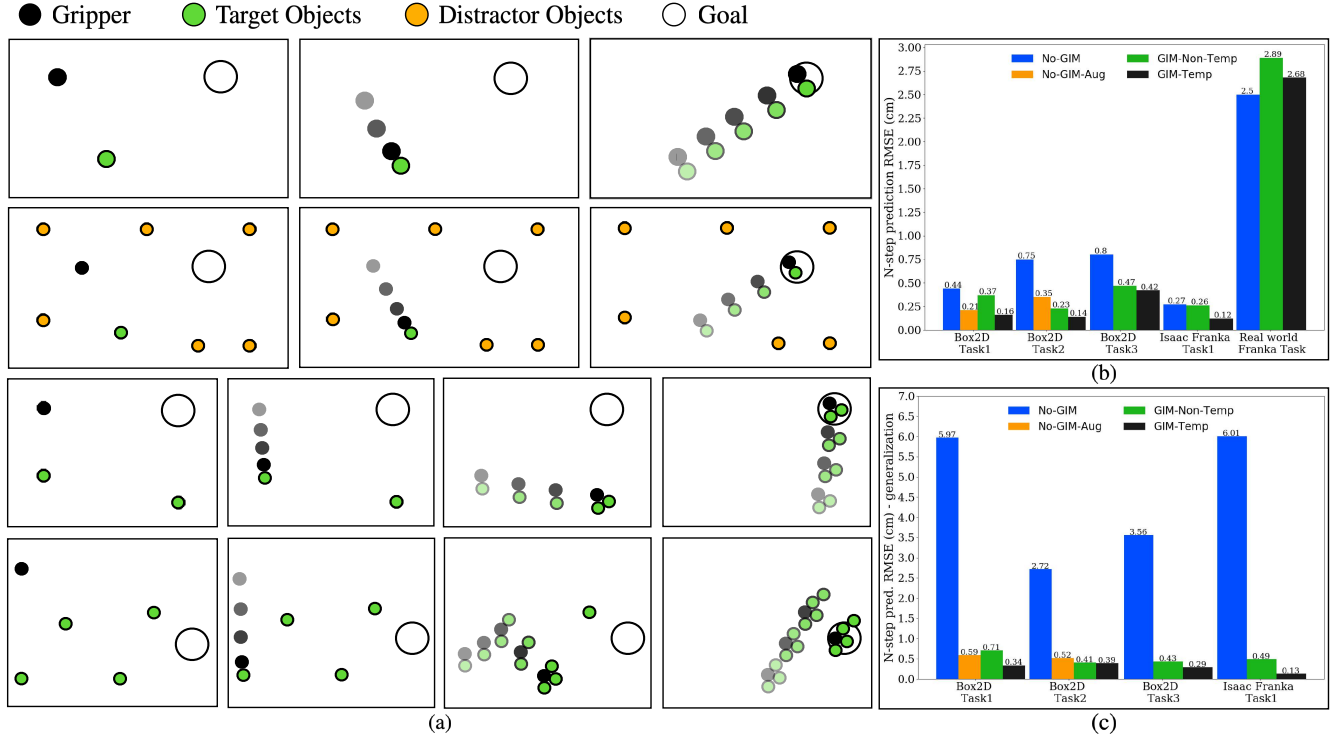 Gripper Target Objects Distractor Objects Goal
(a)
N-step prediction RMSE (cm)
3.00
2.75
2.50
2.25
2.00
1.75
1.50
1.25
1.00
0.75
0.50
0.25
0.00
No-GIM GIM-Non-Temp
No-GIM-Aug GIM-Temp
0.44 0.21 0.37 0.16
0.75 0.35 0.23 0.14
0.8 0.47 0.42
0.27 0.26 0.12
2.5 2.89 2.68
Box2D Box2D Box2D Isaac Franka Real world
Task1 Task2 Task3 Task1 Franka Task
(b)
N-step pred. RMSE (cm) - generalization
7.0
6.0
5.5
5.0
4.5
4.0
3.5
3.0
2.5
2.0
1.5
1.0
0.5
0.0
No-GIM GIM-Non-Temp
No-GIM-Aug GIM-Temp
5.97 0.59 0.71 0.34
2.72 0.52 0.41 0.39
3.56 0.43 0.29
6.01 0.49 0.13
Box2D Box2D Box2D Isaac Franka
Task1 Task2 Task3 Task1
(c)